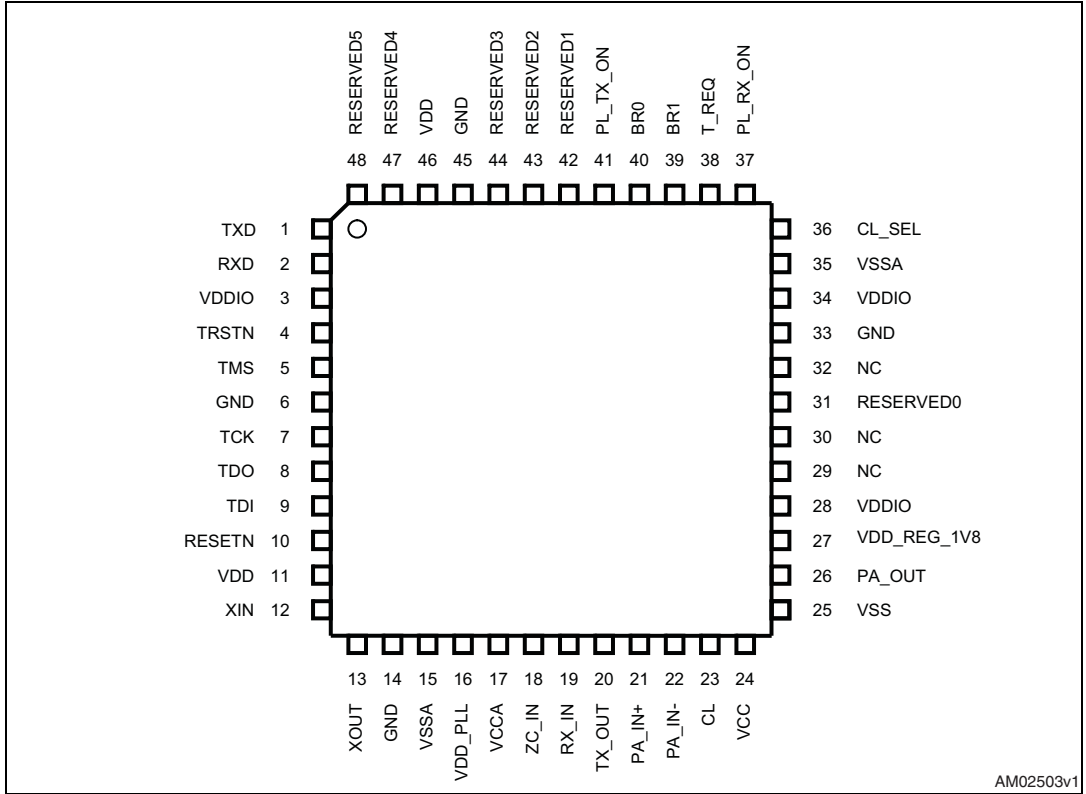 RESERVED5
RESERVED4
VDD
GND
RESERVED3
RESERVED2
RESERVED1
PL_TX_ON
BR0
BR1
T_REQ
PL_RX_ON
48 47 46 45 44 43 42 41 40 39 38 37
TXD 1
RXD 2
VDDIO 3
TRSTN 4
TMS 5
GND 6
TCK 7
TDO 8
TDI 9
RESETN 10
VDD 11
XIN 12
36 CL_SEL
35 VSSA
34 VDDIO
33 GND
32 NC
31 RESERVED0
30 NC
29 NC
28 VDDIO
27 VDD_REG_1V8
26 PA_OUT
25 VSS
13 14 15 16 17 18 19 20 21 22 23 24
XOUT
GND
VSSA
VDD_PLL
VCCA
ZC_IN
RX_IN
TX_OUT
PA_IN+
PA_IN-
CL
VCC
AM02503v1